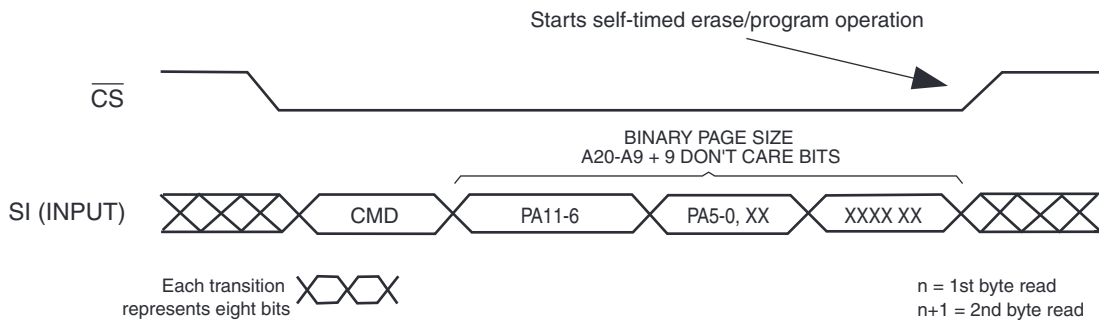 Starts self-timed erase/program operation
CS
BINARY PAGE SIZE
A20-A9 + 9 DON'T CARE BITS
SI (INPUT)
CMD
PA11-6
PA5-0, XX
XXXX XX
Each transition
represents eight bits
n = 1st byte read
n+1 = 2nd byte read